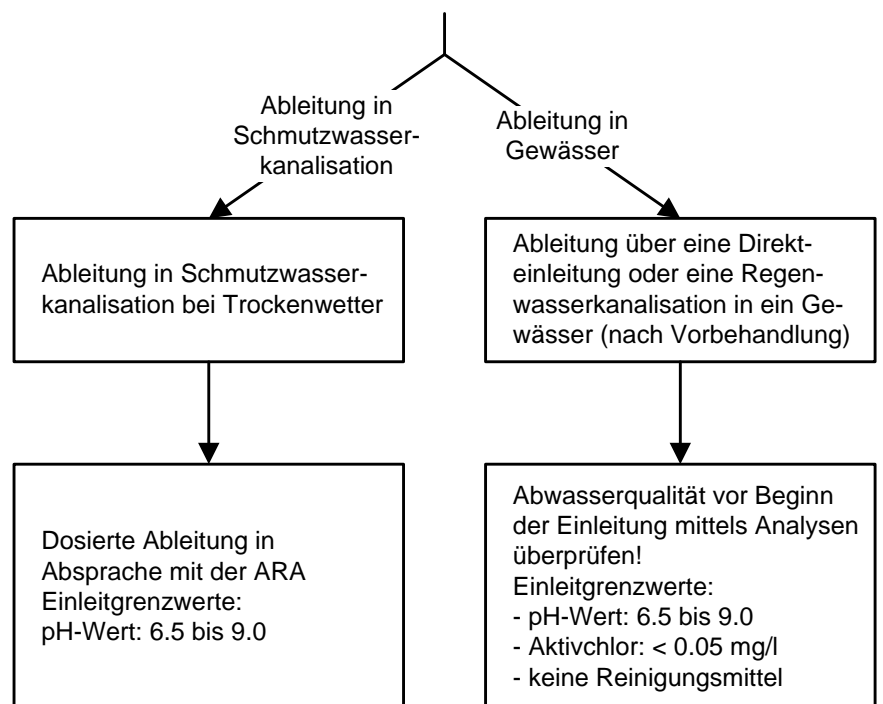 Ableitung in
Schmutzwasser-
kanalisation
Ableitung in
Gewässer
Ableitung in Schmutzwasser-
kanalisation bei Trockenwetter
Ableitung über eine Direkt-
einleitung oder eine Regen-
wasserkanalisation in ein Ge-
wässer (nach Vorbehandlung)
Dosierte Ableitung in
Absprache mit der ARA
Einleitgrenzwerte:
pH-Wert: 6.5 bis 9.0
Abwasserqualität vor Beginn
der Einleitung mittels Analysen
überprüfen!
Einleitgrenzwerte:
- pH-Wert: 6.5 bis 9.0
- Aktivchlor: < 0.05 mg/l
- keine Reinigungsmittel